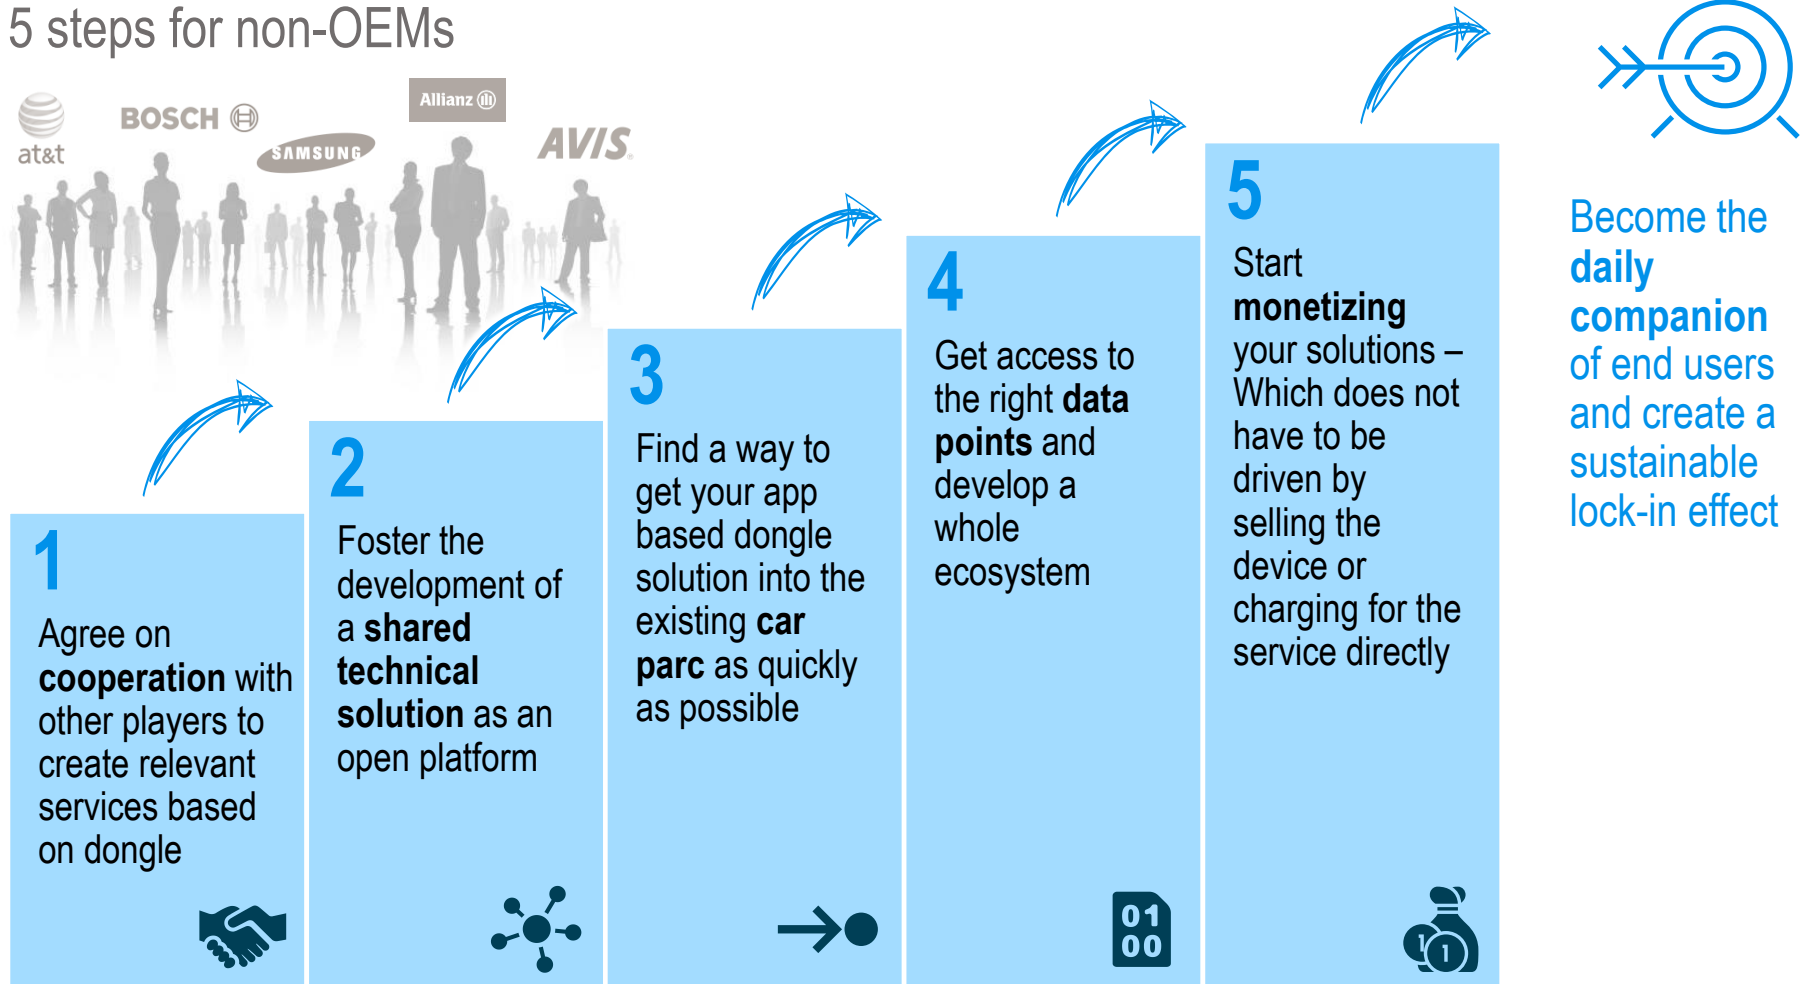 5 steps for non-OEMs
at&t
BOSCH
SAMSUNG
Allianz
AVIS
1
Agree on
cooperation with
other players to
create relevant
services based
on dongle
2
Foster the
development of
a shared
technical
solution as an
open platform
3
Find a way to
get your app
based dongle
solution into the
existing car
parc as quickly
as possible
4
Get access to
the right data
points and
develop a
whole
ecosystem
01
00
5
Start
monetizing
your solutions –
Which does not
have to be
driven by
selling the
device or
charging for the
service directly
1 1
Become the
daily
companion
of end users
and create a
sustainable
lock-in effect